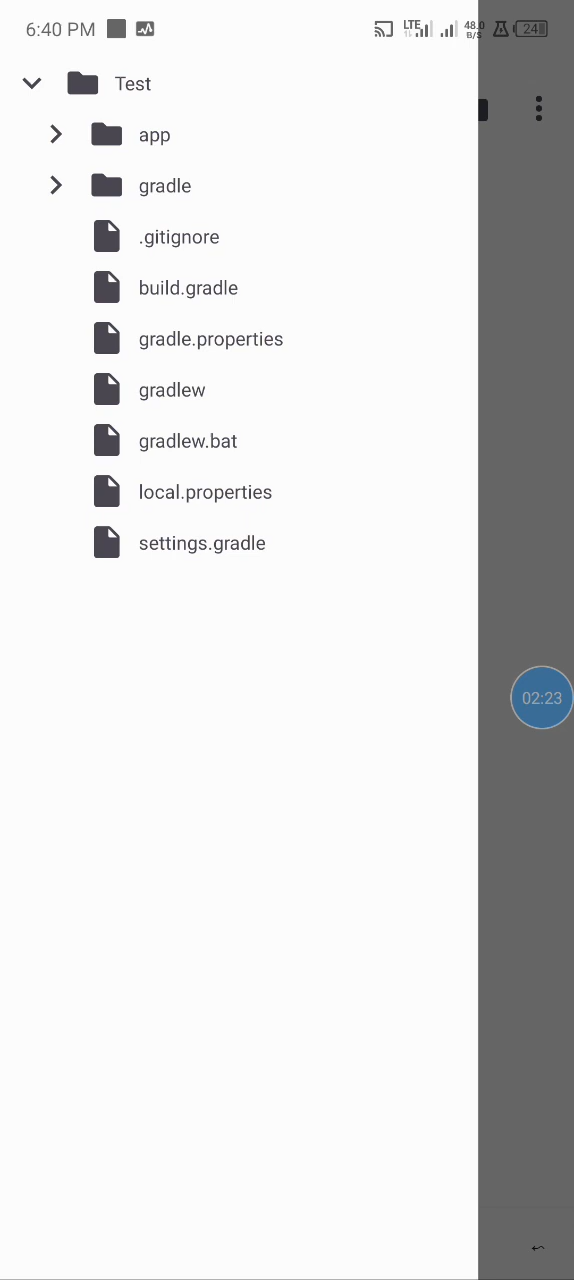 6:40 PM LTE 48.0 B/S 24
Test
app
gradle
.gitignore
build.gradle
gradle.properties
gradlew
gradlew.bat
local.properties
settings.gradle
02:23